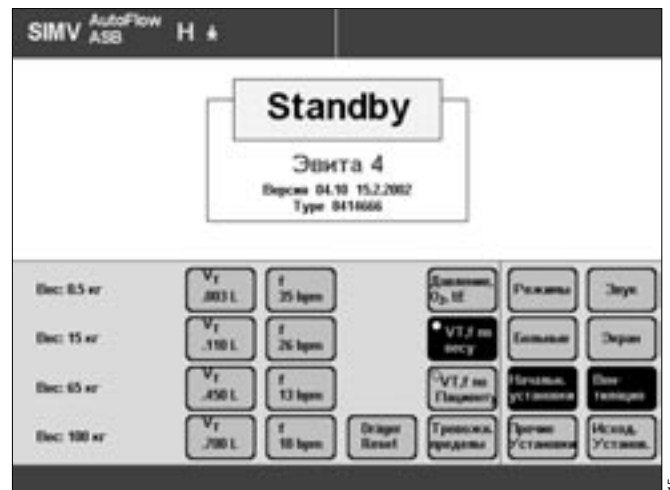 SIMV AutoFlow
ASB H
Standby
Эвита 4
Версия 04.10 15.2.2002
Type 8414666
Вес: 0.5 кг
VT
.003 L
f
35 bpm
Давление,
O2, I:E
Режимы
Звук
Вес: 15 кг
VT
.110 L
f
26 bpm
VT,f по
весу
Больные
Экран
Вес: 65 кг
VT
.450 L
f
13 bpm
VT,f по
Пациенту
Начальн.
установки
Вен-
тиляция
Вес: 100 кг
VT
.700 L
f
10 bpm
Dräger
Reset
Тревожн.
пределы
Прочие
Установки
Исход.
Установ.